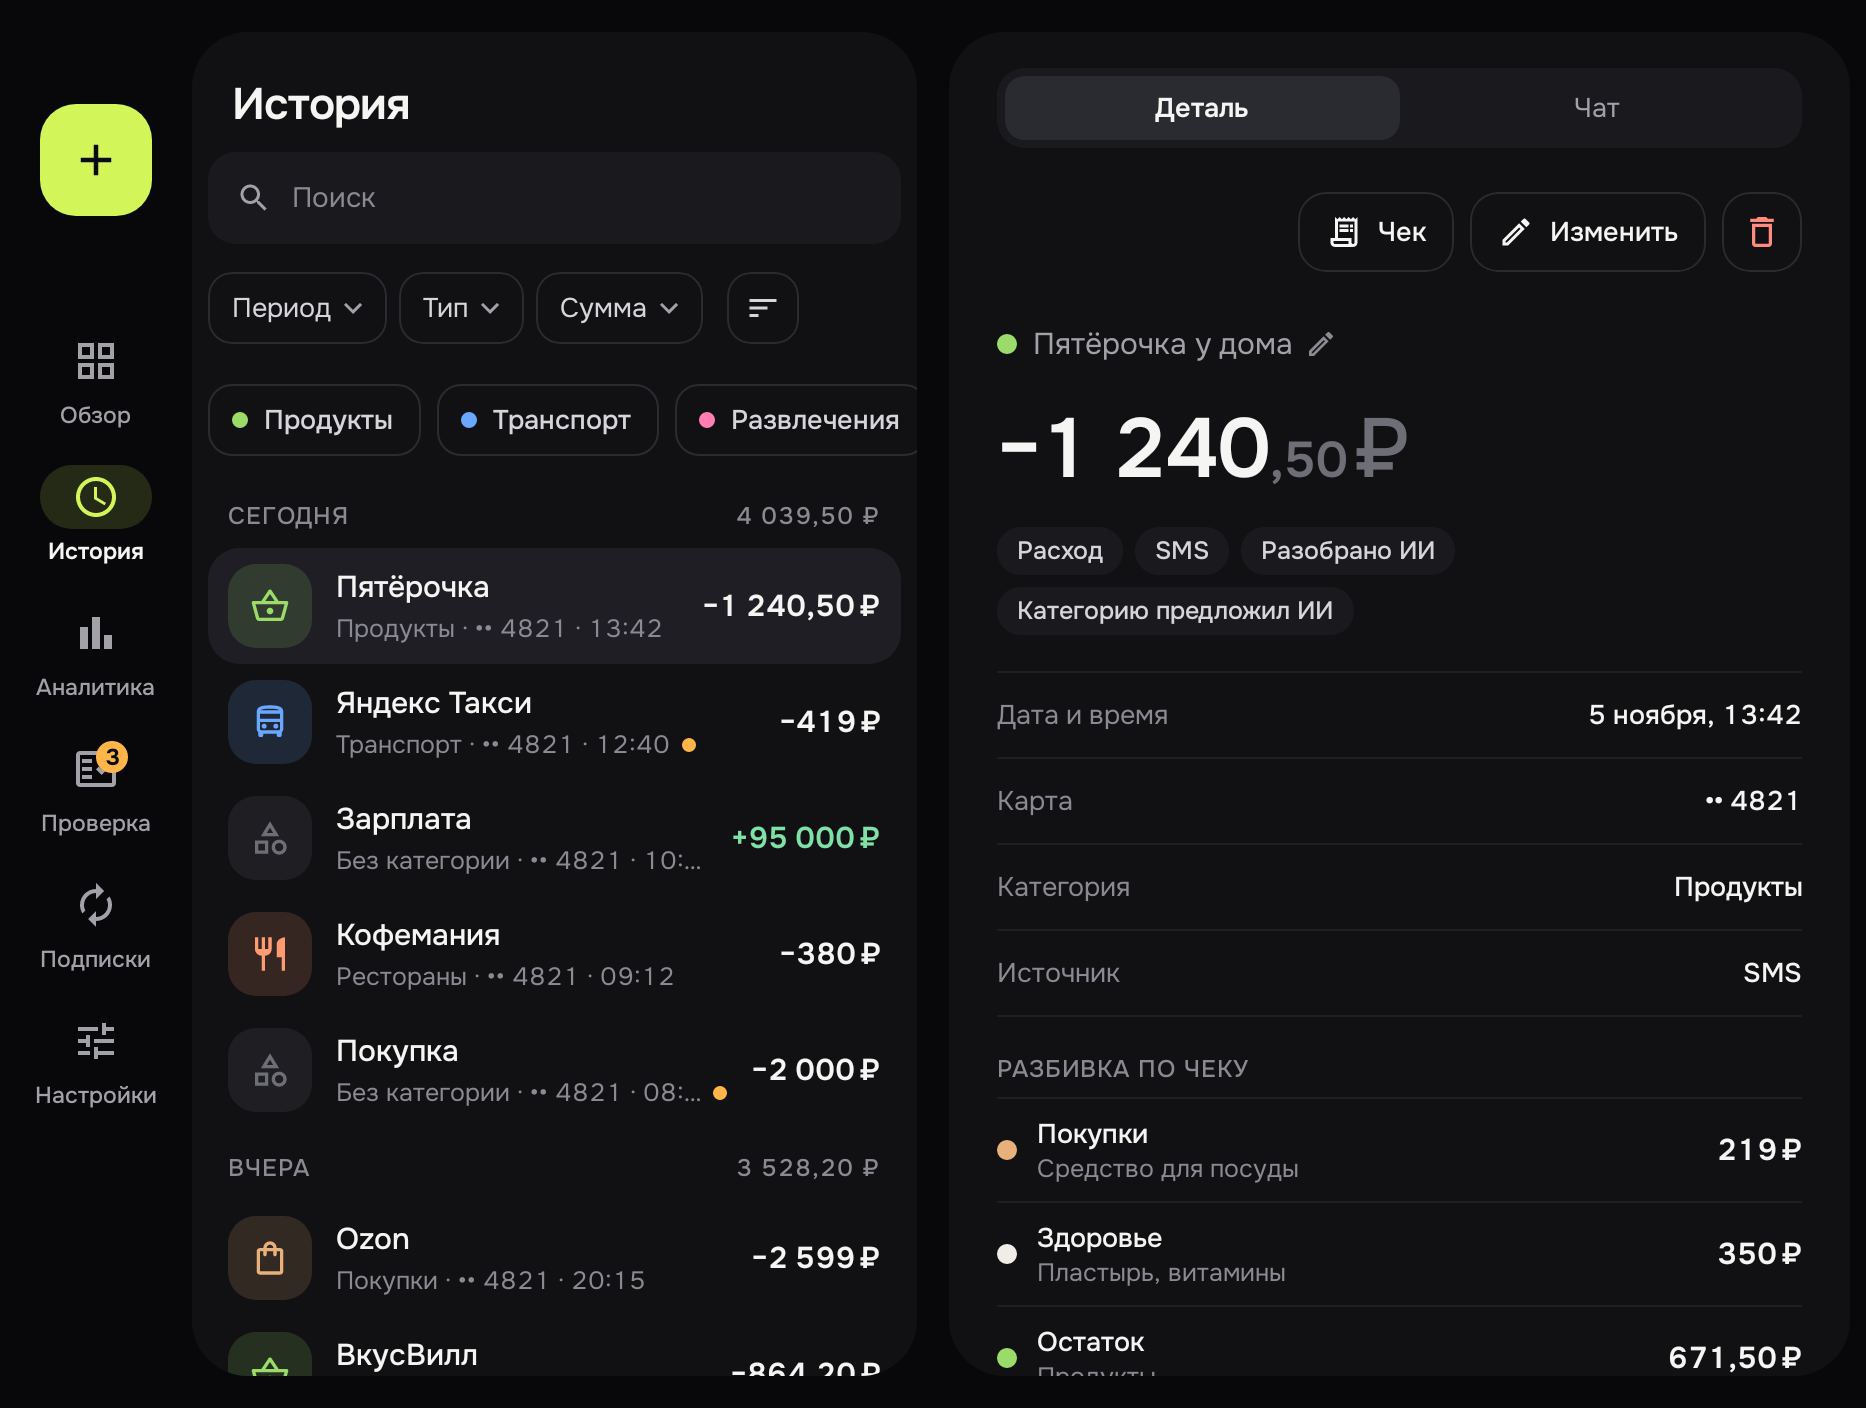 Обзор
История
Аналитика
3
Проверка
Подписки
Настройки
История
Поиск
Период
Тип
Сумма
Продукты
Транспорт
Развлечения
СЕГОДНЯ 4 039,50 ₽
Пятёрочка
Продукты · •• 4821 · 13:42
−1 240,50 ₽
Яндекс Такси
Транспорт · •• 4821 · 12:40
−419 ₽
Зарплата
Без категории · •• 4821 · 10:...
+95 000 ₽
Кофемания
Рестораны · •• 4821 · 09:12
−380 ₽
Покупка
Без категории · •• 4821 · 08:...
−2 000 ₽
ВЧЕРА 3 528,20 ₽
Ozon
Покупки · •• 4821 · 20:15
−2 599 ₽
ВкусВилл
−864,20 ₽
Деталь
Чат
Чек
Изменить
Пятёрочка у дома
−1 240,50 ₽
Расход
SMS
Разобрано ИИ
Категорию предложил ИИ
Дата и время 5 ноября, 13:42
Карта •• 4821
Категория Продукты
Источник SMS
РАЗБИВКА ПО ЧЕКУ
Покупки
Средство для посуды
219 ₽
Здоровье
Пластырь, витамины
350 ₽
Остаток
Продукты
671,50 ₽